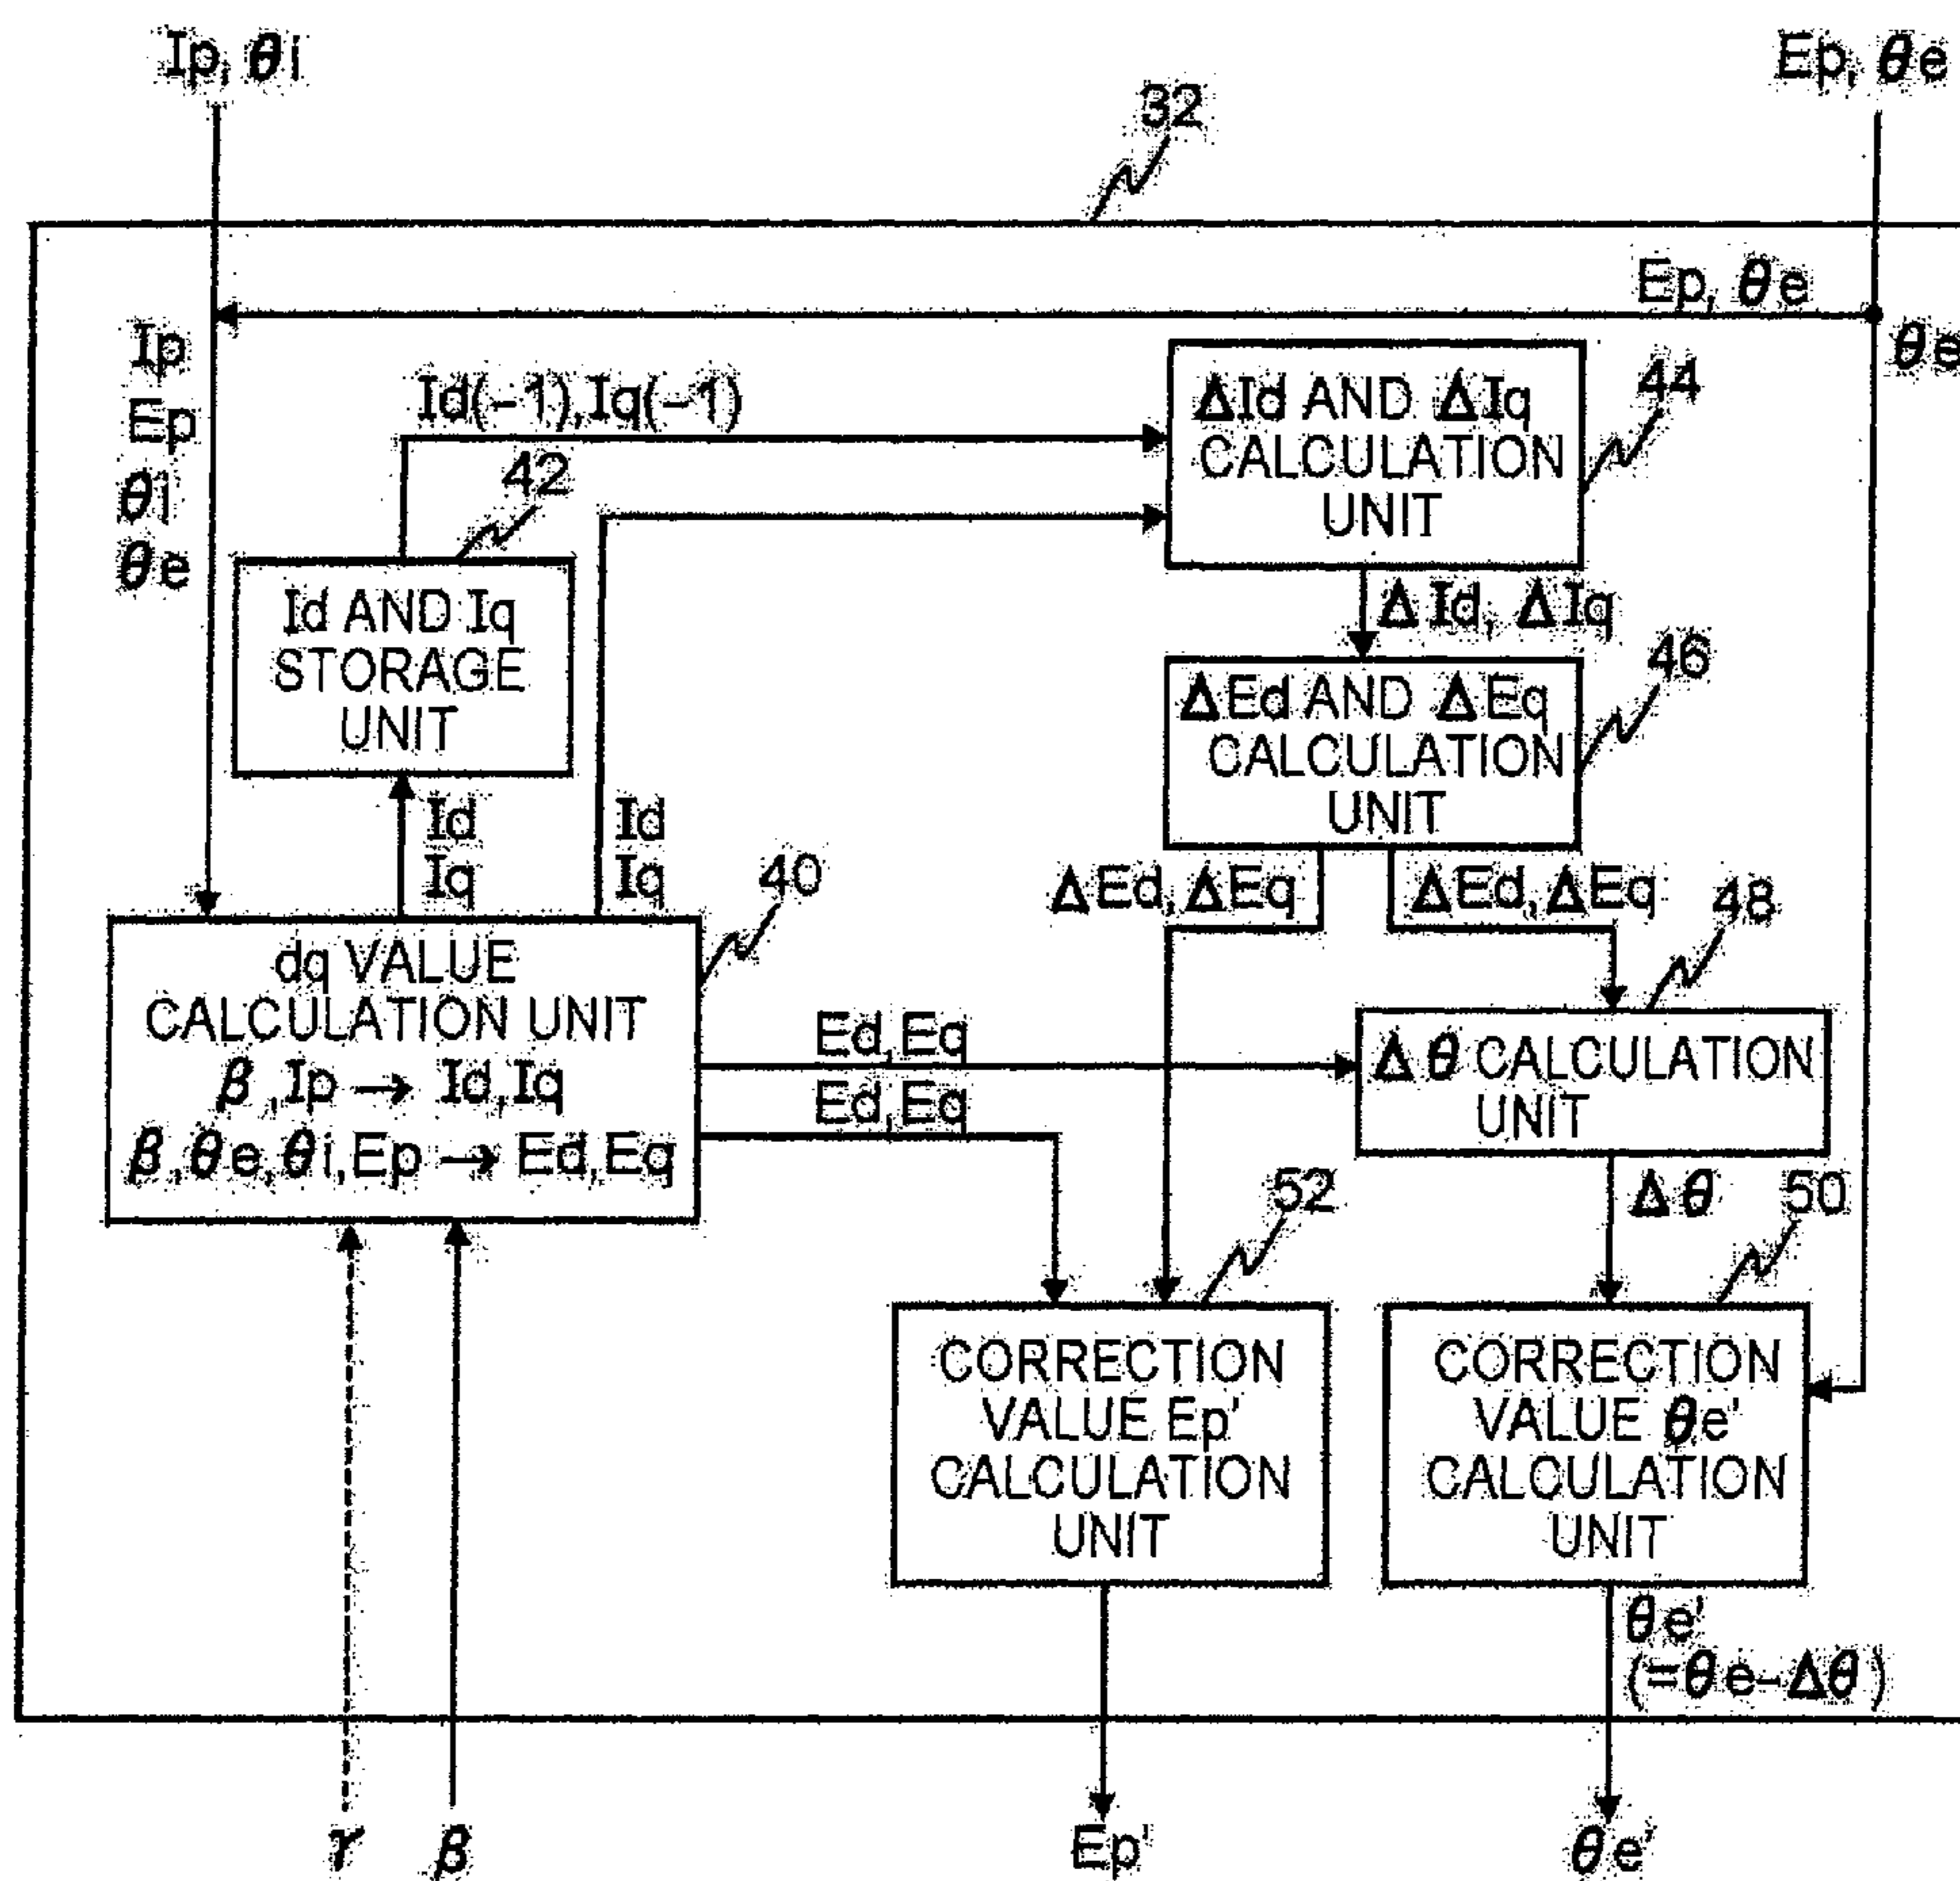 Ip, θi
Ep, θe
32
Ep, θe
θe
Ip
Ep
θi
θe
Id(-1),Iq(-1)
42
ΔId AND ΔIq
CALCULATION
UNIT
44
Id AND Iq
STORAGE
UNIT
ΔId, ΔIq
46
ΔEd AND ΔEq
CALCULATION
UNIT
Id
Iq
Id
Iq
40
ΔEd,ΔEq
ΔEd,ΔEq
48
dq VALUE
CALCULATION UNIT
β,Ip → Id,Iq
β,θe,θi,Ep → Ed,Eq
Ed,Eq
Ed,Eq
Δθ CALCULATION
UNIT
Δθ
52
50
CORRECTION
VALUE Ep'
CALCULATION
UNIT
CORRECTION
VALUE θe'
CALCULATION
UNIT
θe'
(=θe-Δθ)
γ
β
Ep'
θe'